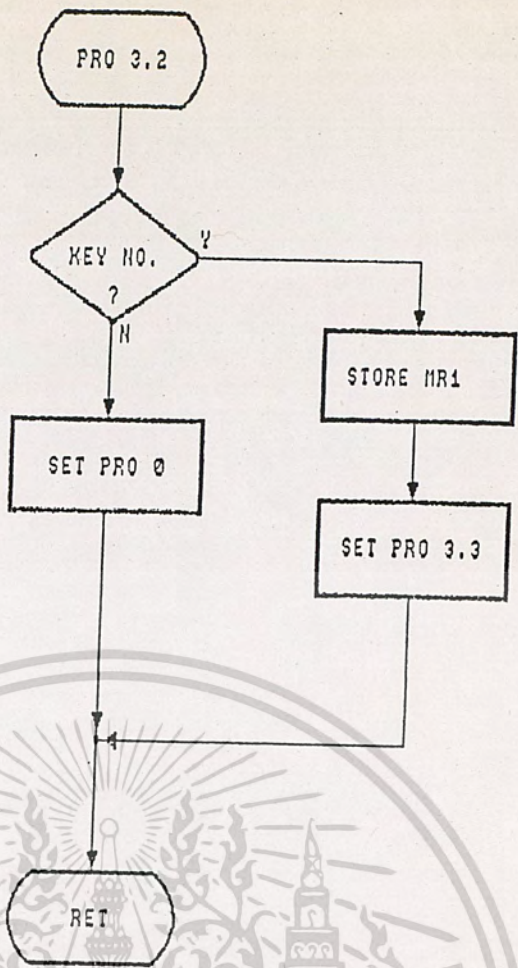 PRO 3.2
KEY NO.
?
Y
N
STORE MR1
SET PRO 0
SET PRO 3.3
RET